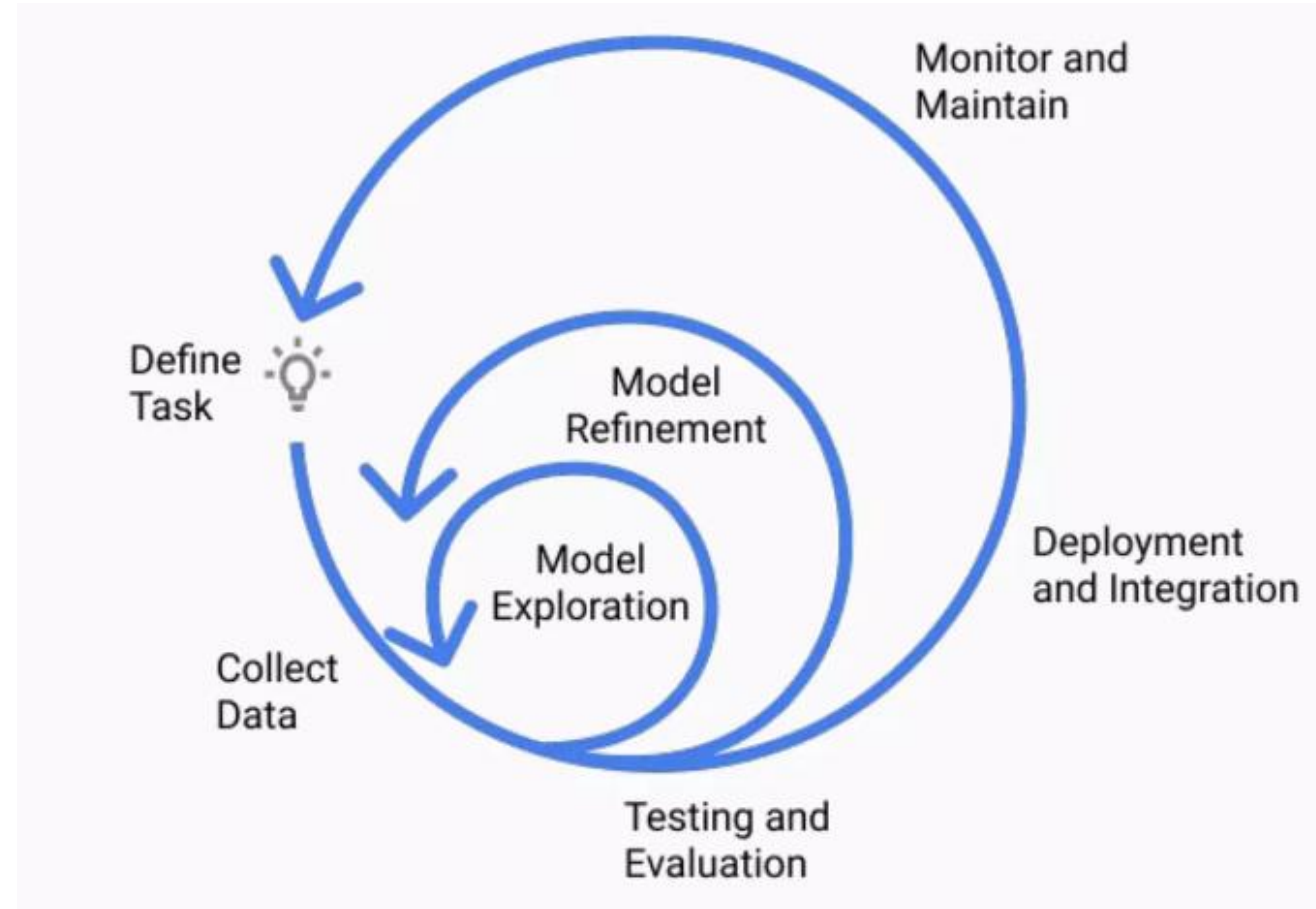 Monitor and
Maintain
Define
Task
Model
Refinement
Model
Exploration
Deployment
and Integration
Collect
Data
Testing and
Evaluation